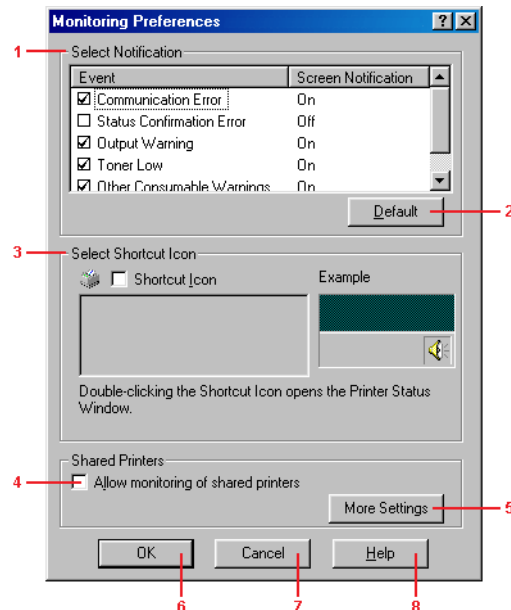 Monitoring Preferences
1 Select Notification
Event Screen Notification
Communication Error On
Status Confirmation Error Off
Output Warning On
Toner Low On
Other Consumable Warnings On
Default 2
3 Select Shortcut Icon
Shortcut Icon Example
Double-clicking the Shortcut Icon opens the Printer Status
Window.
Shared Printers
4 Allow monitoring of shared printers
More Settings 5
OK Cancel Help
6 7 8